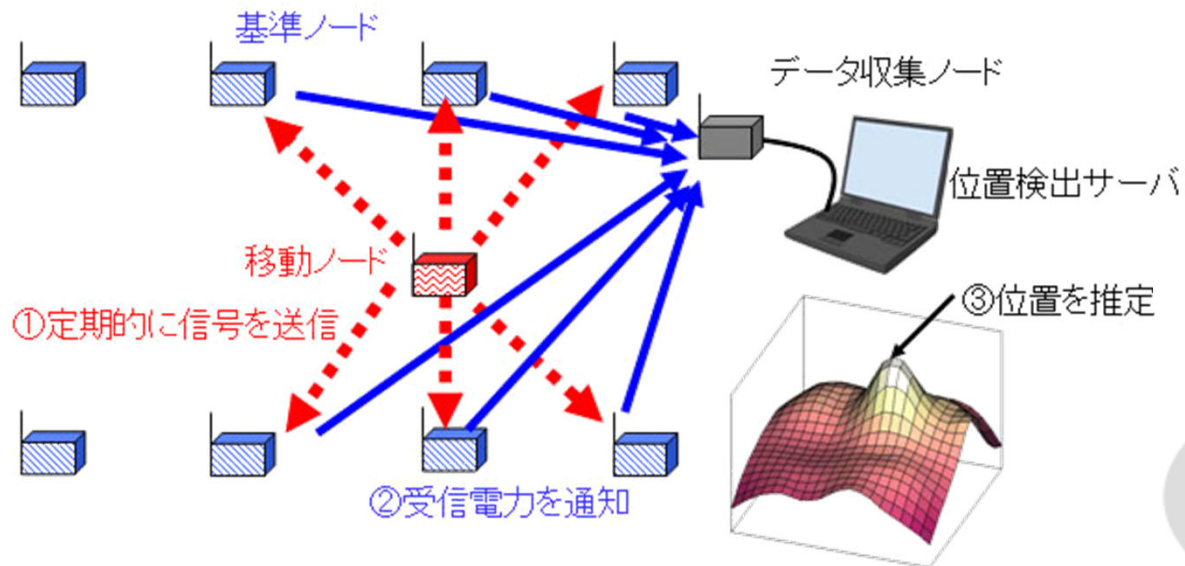 基準ノード
データ収集ノード
位置検出サーバ
移動ノード
①定期的に信号を送信
③位置を推定
②受信電力を通知